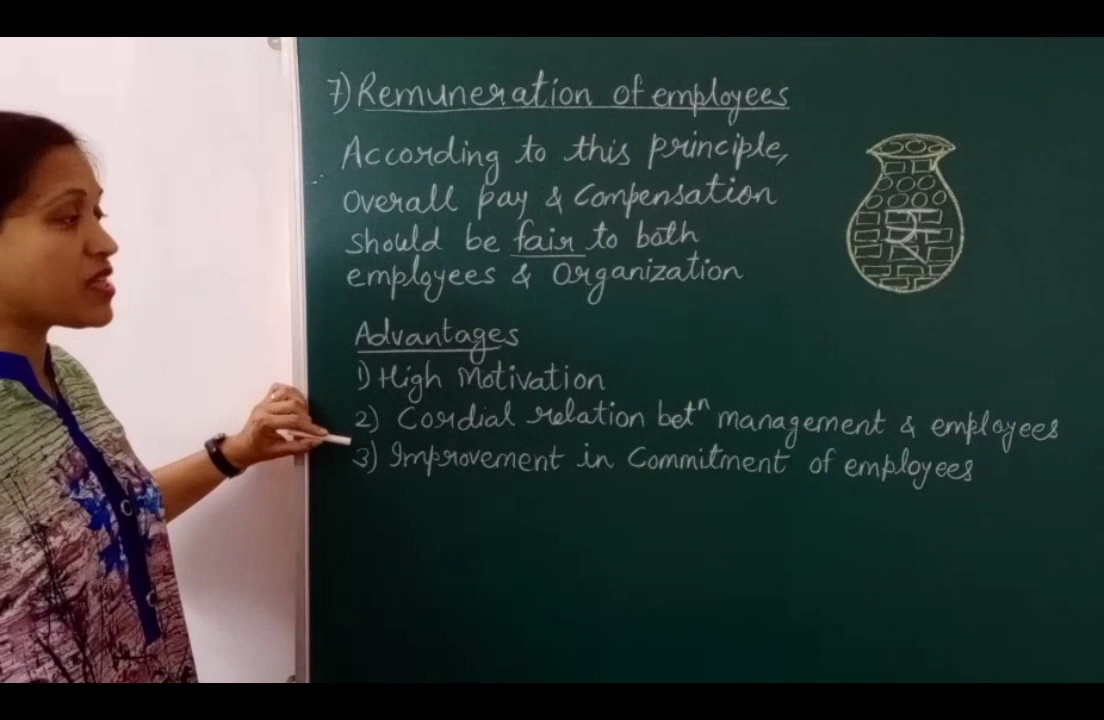 7) Remuneration of employees
According to this principle,
overall pay & compensation
should be fair to both
employees & organization
₹
Advantages
1) High Motivation
2) Cordial relation betⁿ management & employees
3) Improvement in commitment of employees